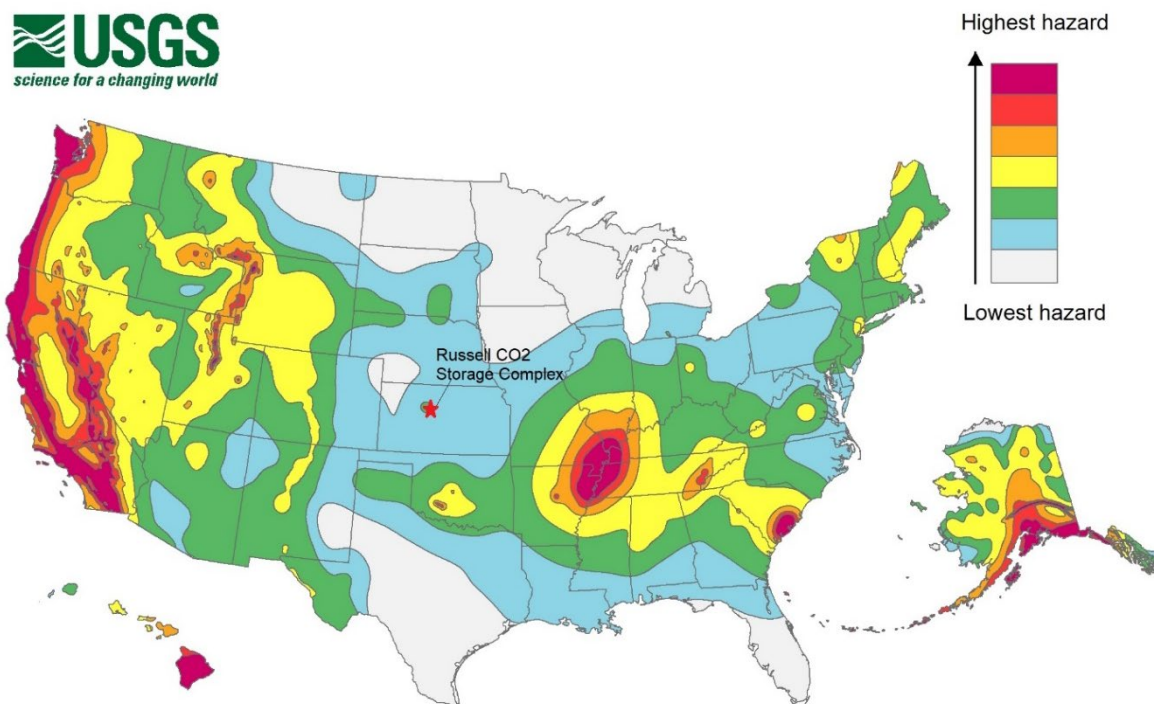 USGS
science for a changing world
Highest hazard
Lowest hazard
Russell CO2
Storage Complex